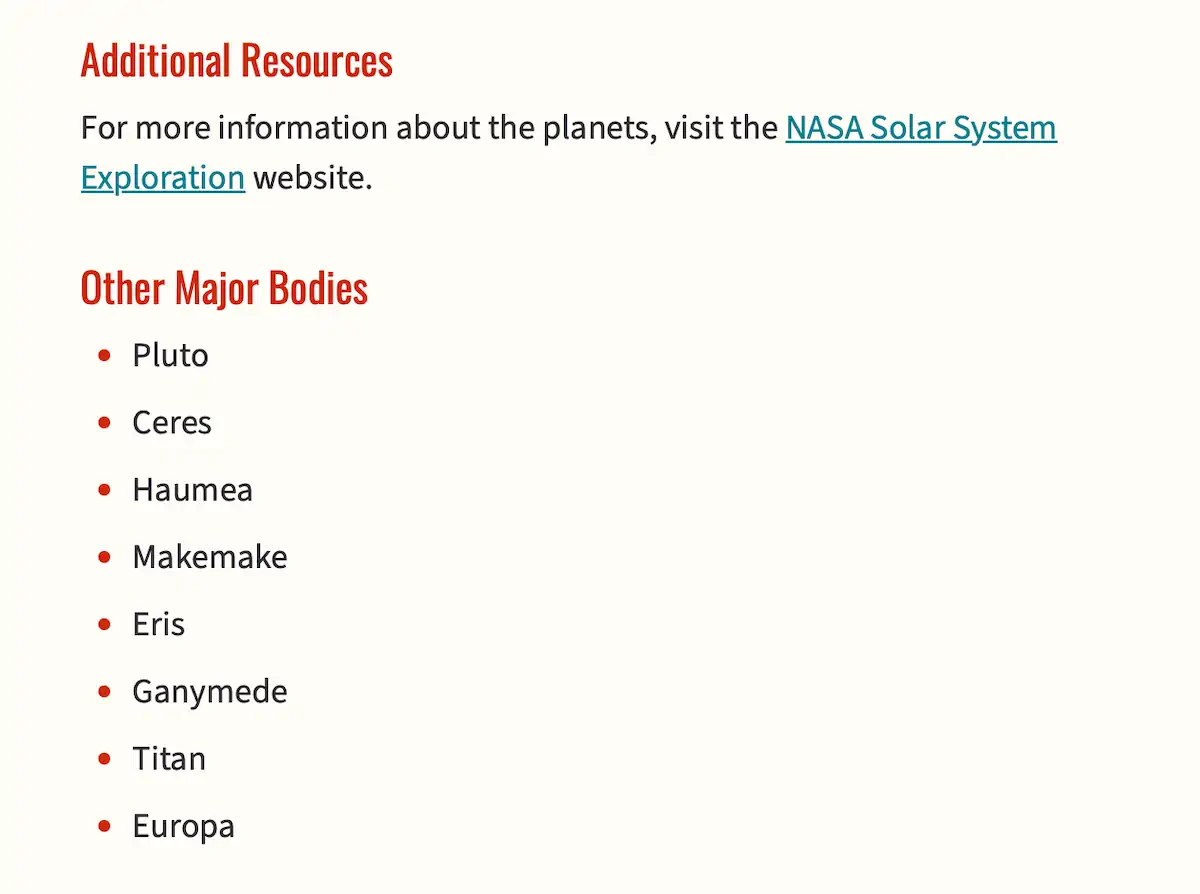 Additional Resources
For more information about the planets, visit the NASA Solar System
Exploration website.
Other Major Bodies
Pluto
Ceres
Haumea
Makemake
Eris
Ganymede
Titan
Europa